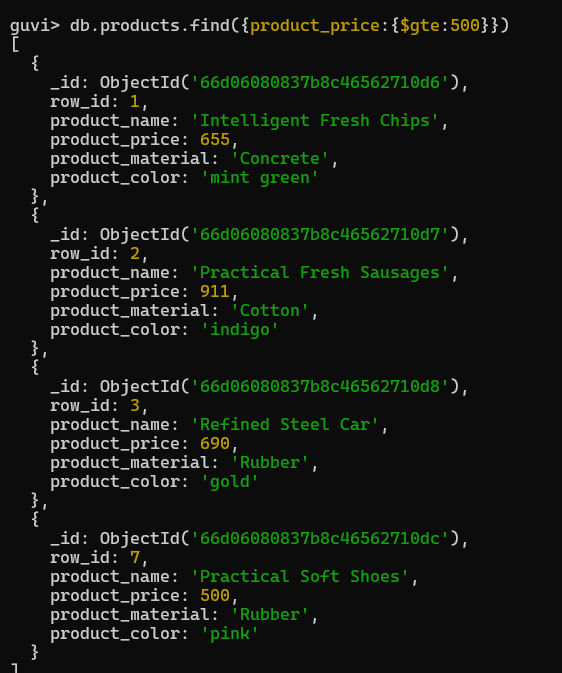 guvi> db.products.find({product_price:{$gte:500}})
[
  {
    _id: ObjectId('66d06080837b8c46562710d6'),
    row_id: 1,
    product_name: 'Intelligent Fresh Chips',
    product_price: 655,
    product_material: 'Concrete',
    product_color: 'mint green'
  },
  {
    _id: ObjectId('66d06080837b8c46562710d7'),
    row_id: 2,
    product_name: 'Practical Fresh Sausages',
    product_price: 911,
    product_material: 'Cotton',
    product_color: 'indigo'
  },
  {
    _id: ObjectId('66d06080837b8c46562710d8'),
    row_id: 3,
    product_name: 'Refined Steel Car',
    product_price: 690,
    product_material: 'Rubber',
    product_color: 'gold'
  },
  {
    _id: ObjectId('66d06080837b8c46562710dc'),
    row_id: 7,
    product_name: 'Practical Soft Shoes',
    product_price: 500,
    product_material: 'Rubber',
    product_color: 'pink'
  }
]